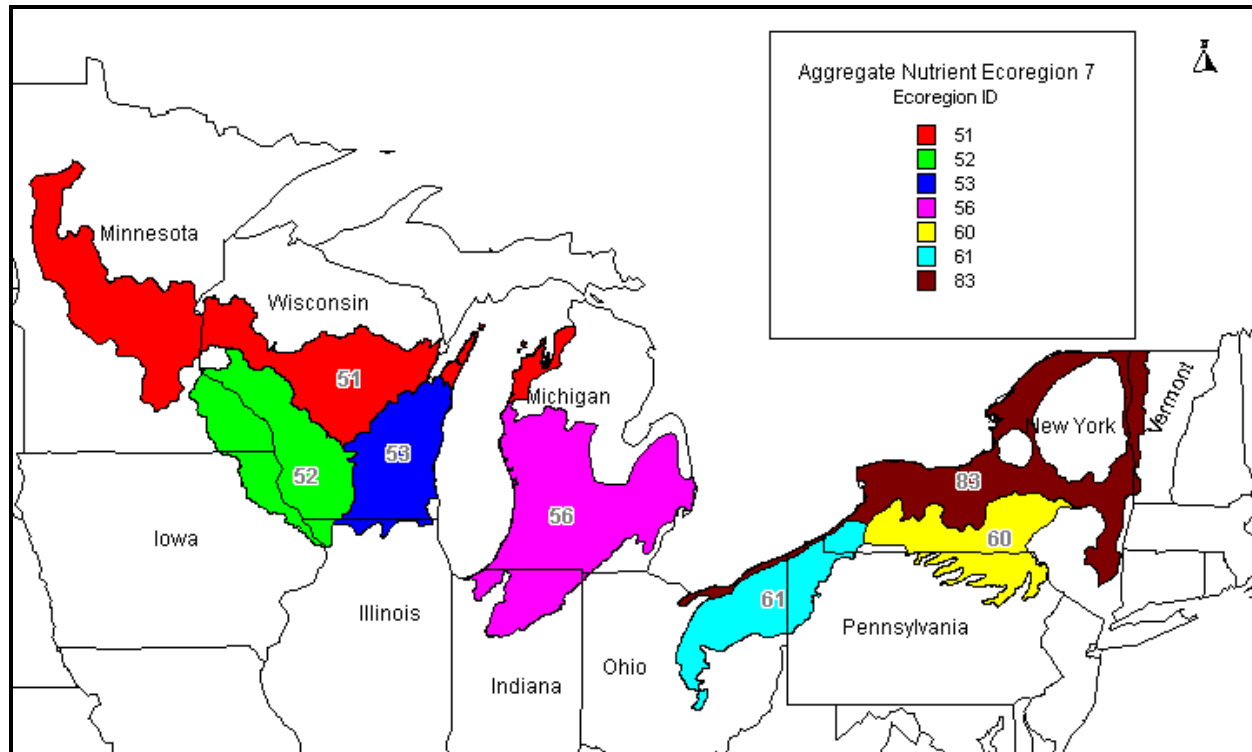 Aggregate Nutrient Ecoregion 7
Ecoregion ID
51
52
53
56
60
61
83
Minnesota
Wisconsin
51
Michigan
New York
Vermont
53
52
83
56
60
Iowa
61
Illinois
Pennsylvania
Ohio
Indiana